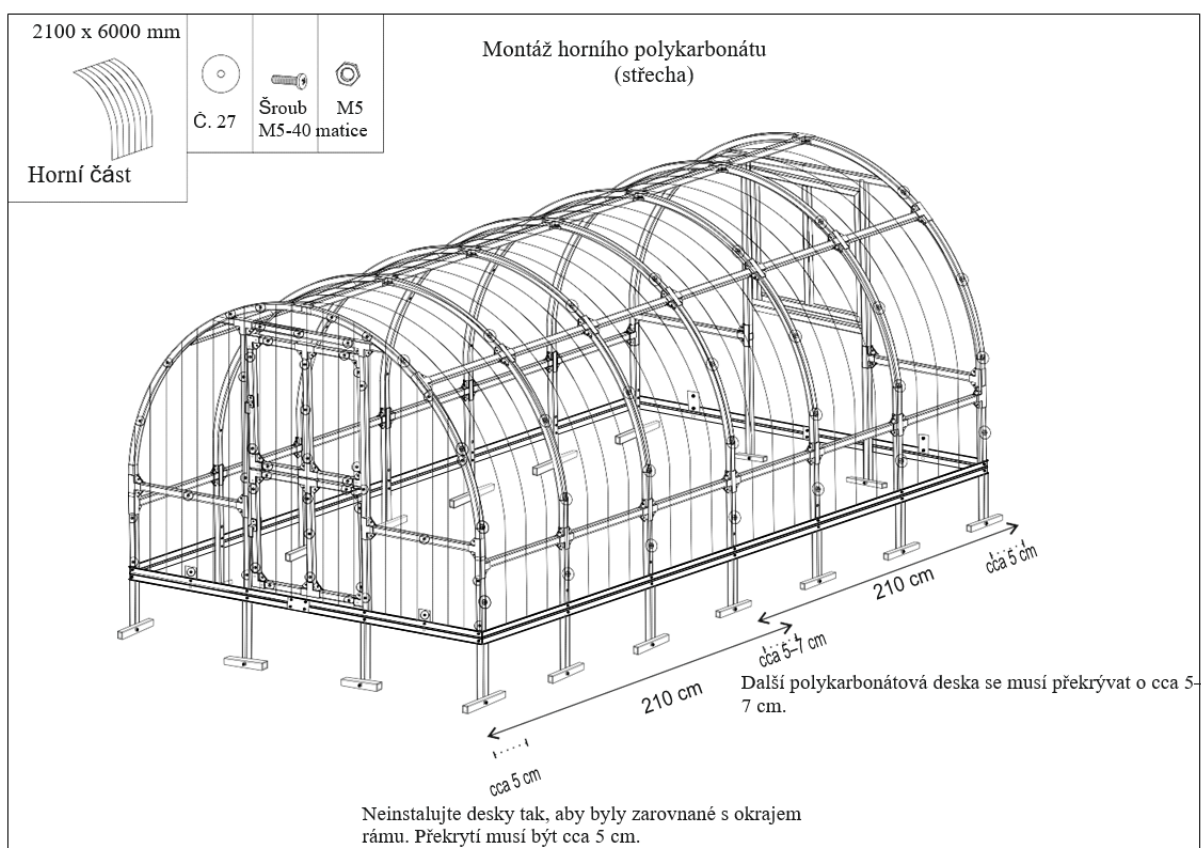 2100 x 6000 mm
Horní část
Č. 27
Šroub
M5-40
M5
matice
Montáž horního polykarbonátu
(střecha)
cca 5 cm
210 cm
cca 5–7 cm
210 cm
Další polykarbonátová deska se musí překrývat o cca 5–
7 cm.
cca 5 cm
Neinstalujte desky tak, aby byly zarovnané s okrajem
rámu. Překrytí musí být cca 5 cm.